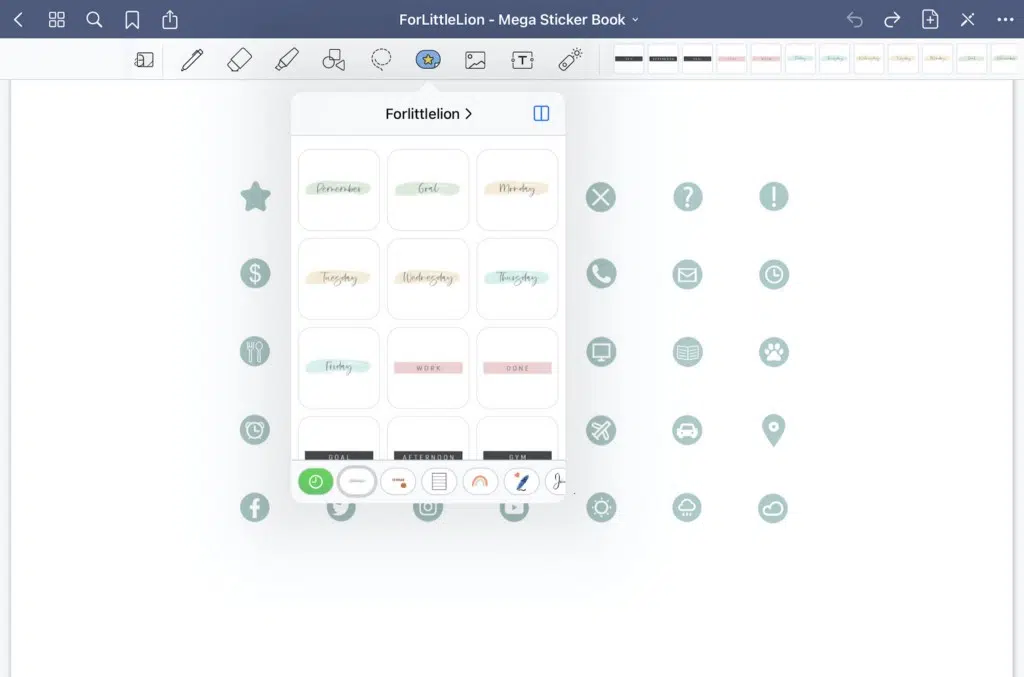 ForLittleLion - Mega Sticker Book
T
Forlittlelion >
Remember Goal Monday
Tuesday Wednesday Thursday
Friday WORK DONE
GOAL AFTERNOON GYM